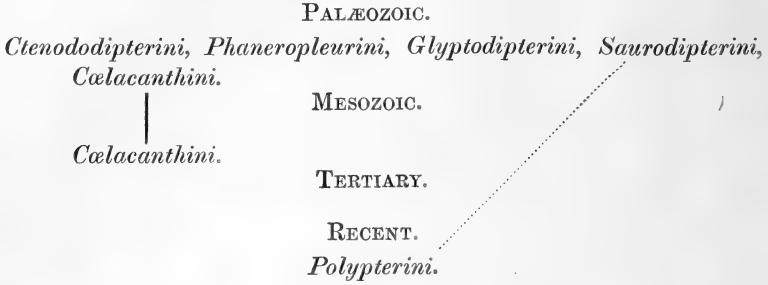 PALÆOZOIC.
Ctenododipterini, Phaneropleurini, Glyptodipterini, Saurodipterini,
Cœlacanthini.
MESOZOIC.
Cœlacanthini.
TERTIARY.
RECENT.
Polypterini.